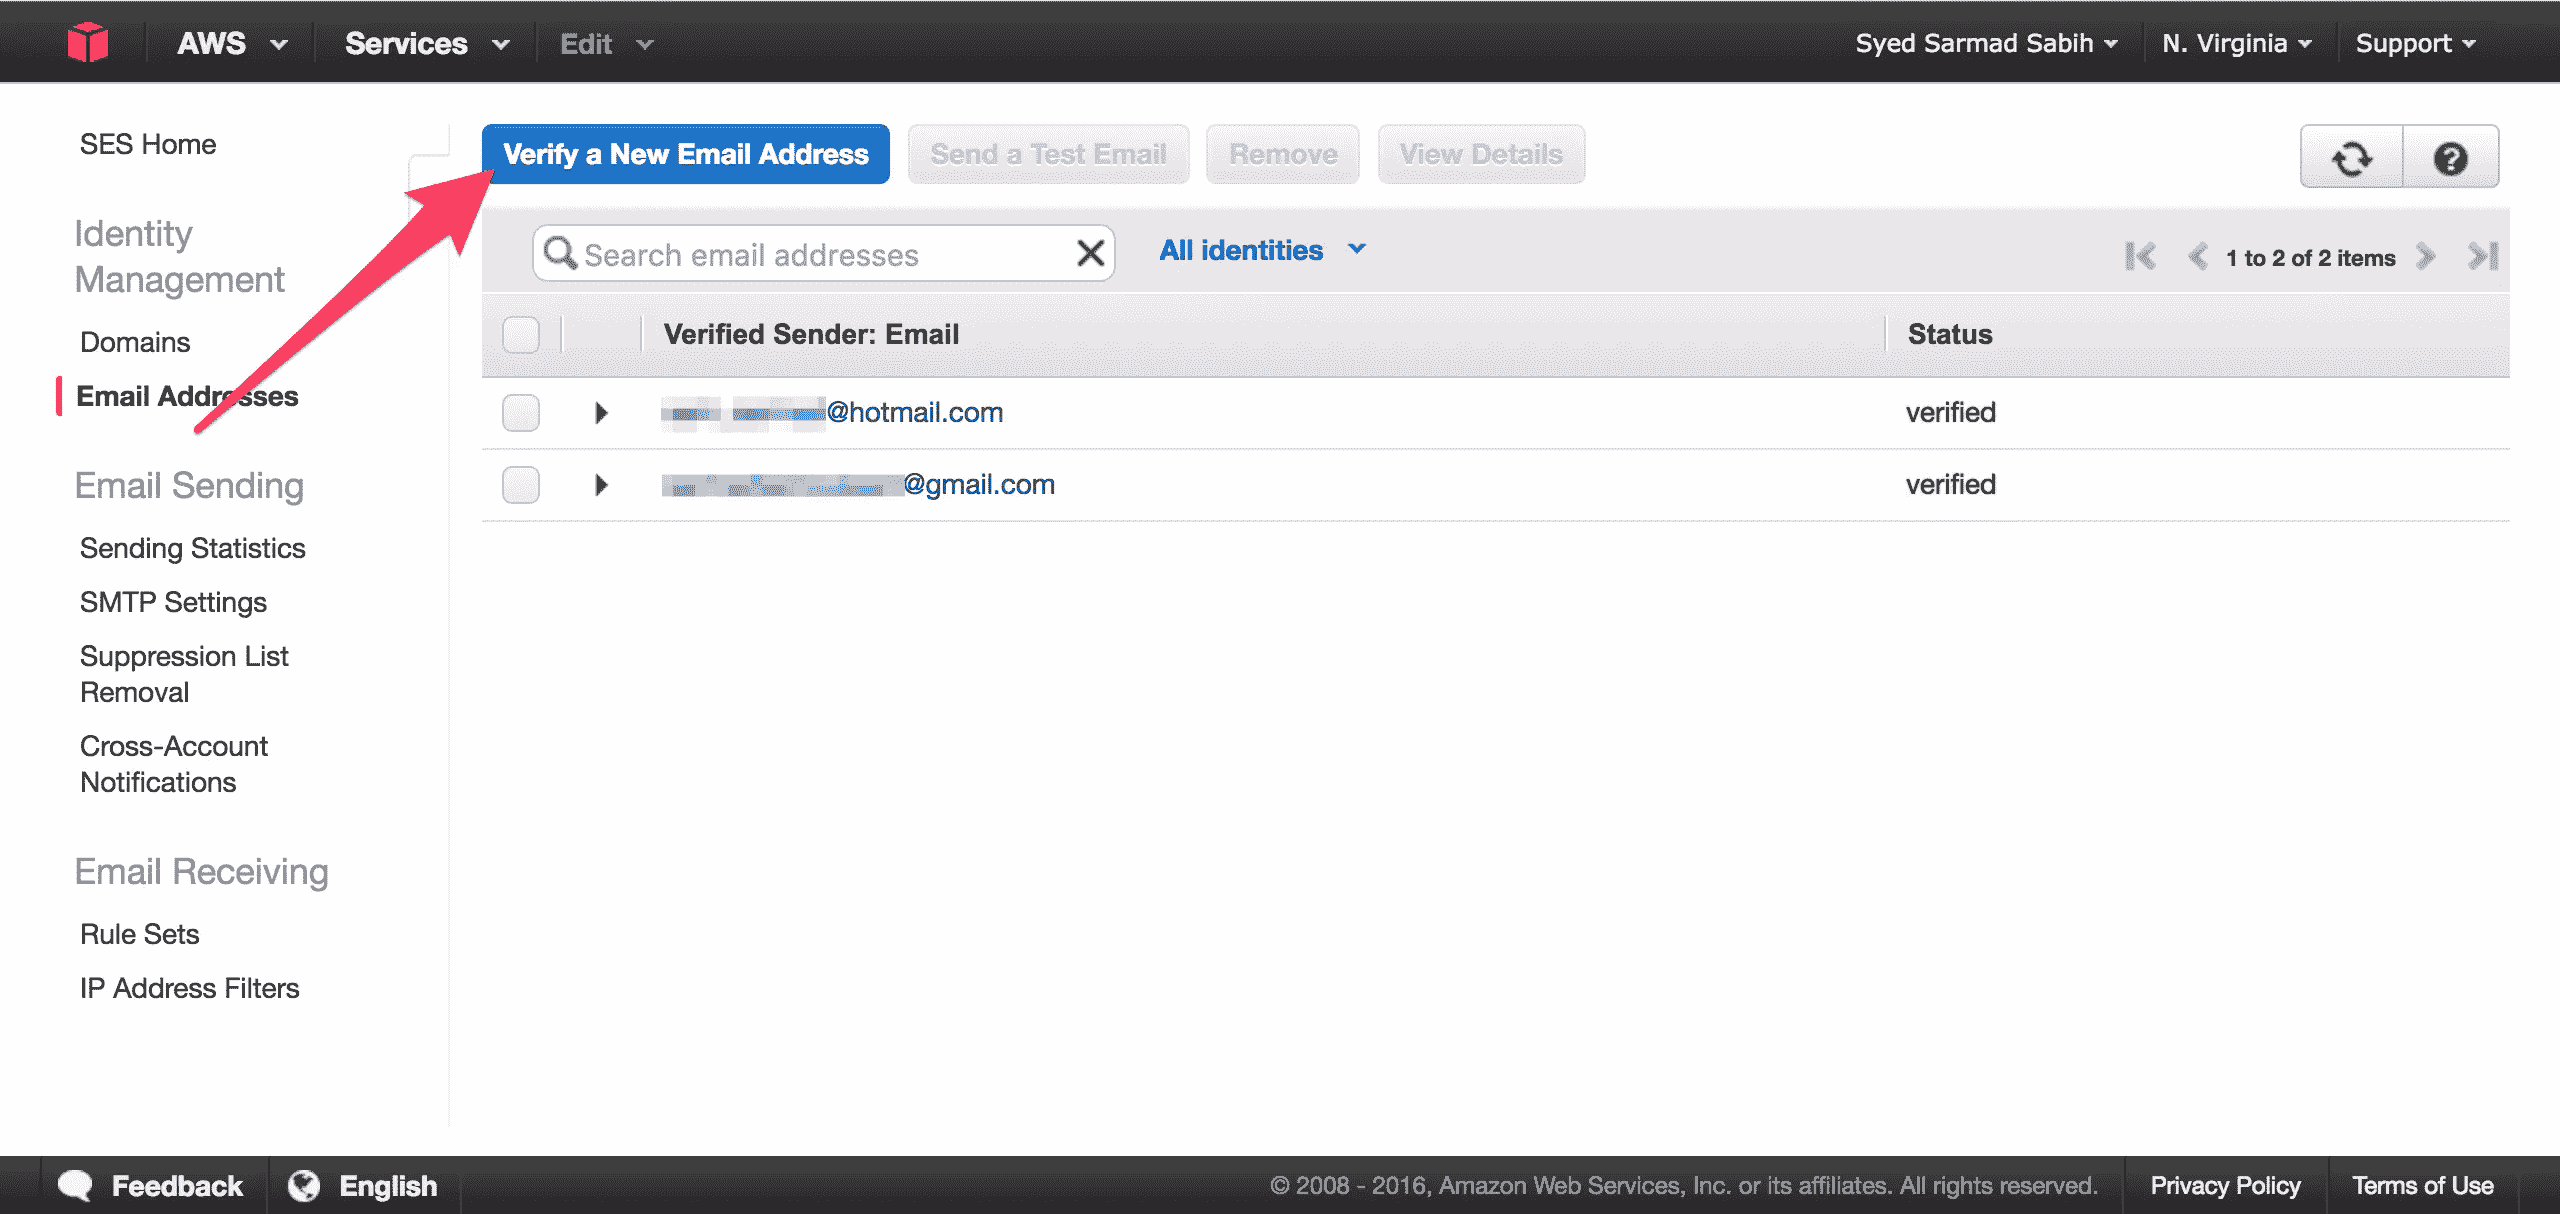 AWS Services Edit Syed Sarmad Sabih N. Virginia Support
SES Home
Identity
Management
Domains
Email Addresses
Email Sending
Sending Statistics
SMTP Settings
Suppression List
Removal
Cross-Account
Notifications
Email Receiving
Rule Sets
IP Address Filters
Verify a New Email Address Send a Test Email Remove View Details
Search email addresses All identities 1 to 2 of 2 items
Verified Sender: Email Status
@hotmail.com verified
@gmail.com verified
Feedback English © 2008 - 2016, Amazon Web Services, Inc. or its affiliates. All rights reserved. Privacy Policy Terms of Use